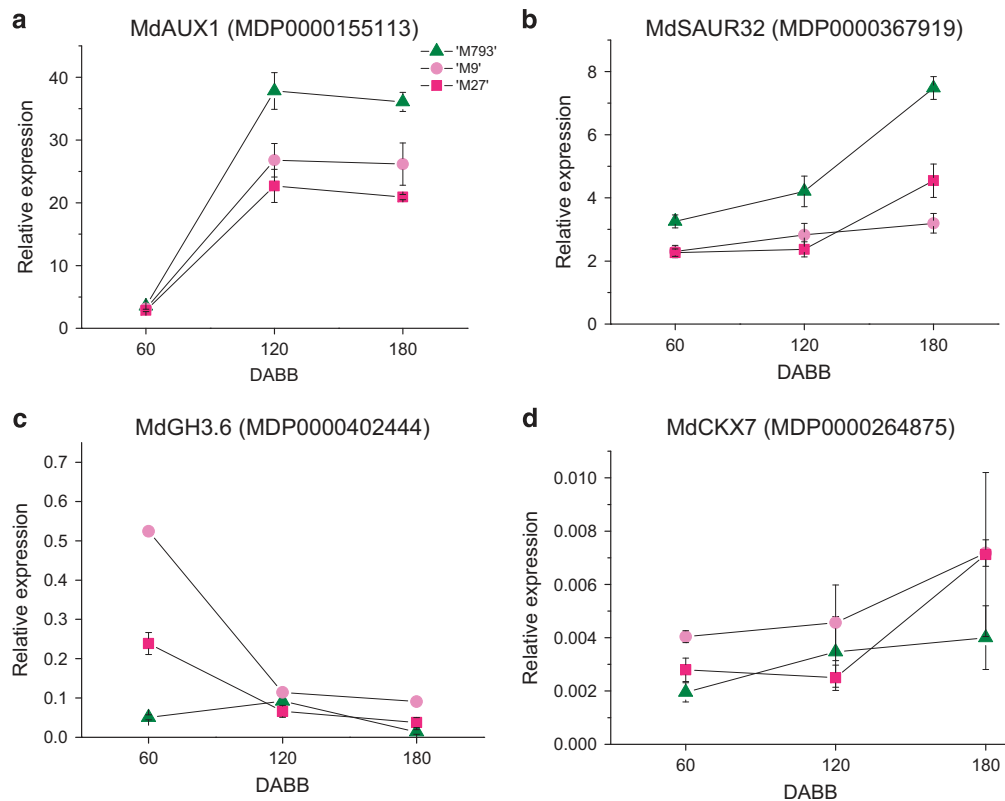 a
MdAUX1 (MDP0000155113)
'M793'
'M9'
'M27'
Relative expression
40
30
20
10
0
60
120
180
DABB
b
MdSAUR32 (MDP0000367919)
Relative expression
8
6
4
2
0
60
120
180
DABB
c
MdGH3.6 (MDP0000402444)
Relative expression
0.7
0.6
0.5
0.4
0.3
0.2
0.1
0.0
60
120
180
DABB
d
MdCKX7 (MDP0000264875)
Relative expression
0.010
0.008
0.006
0.004
0.002
0.000
60
120
180
DABB